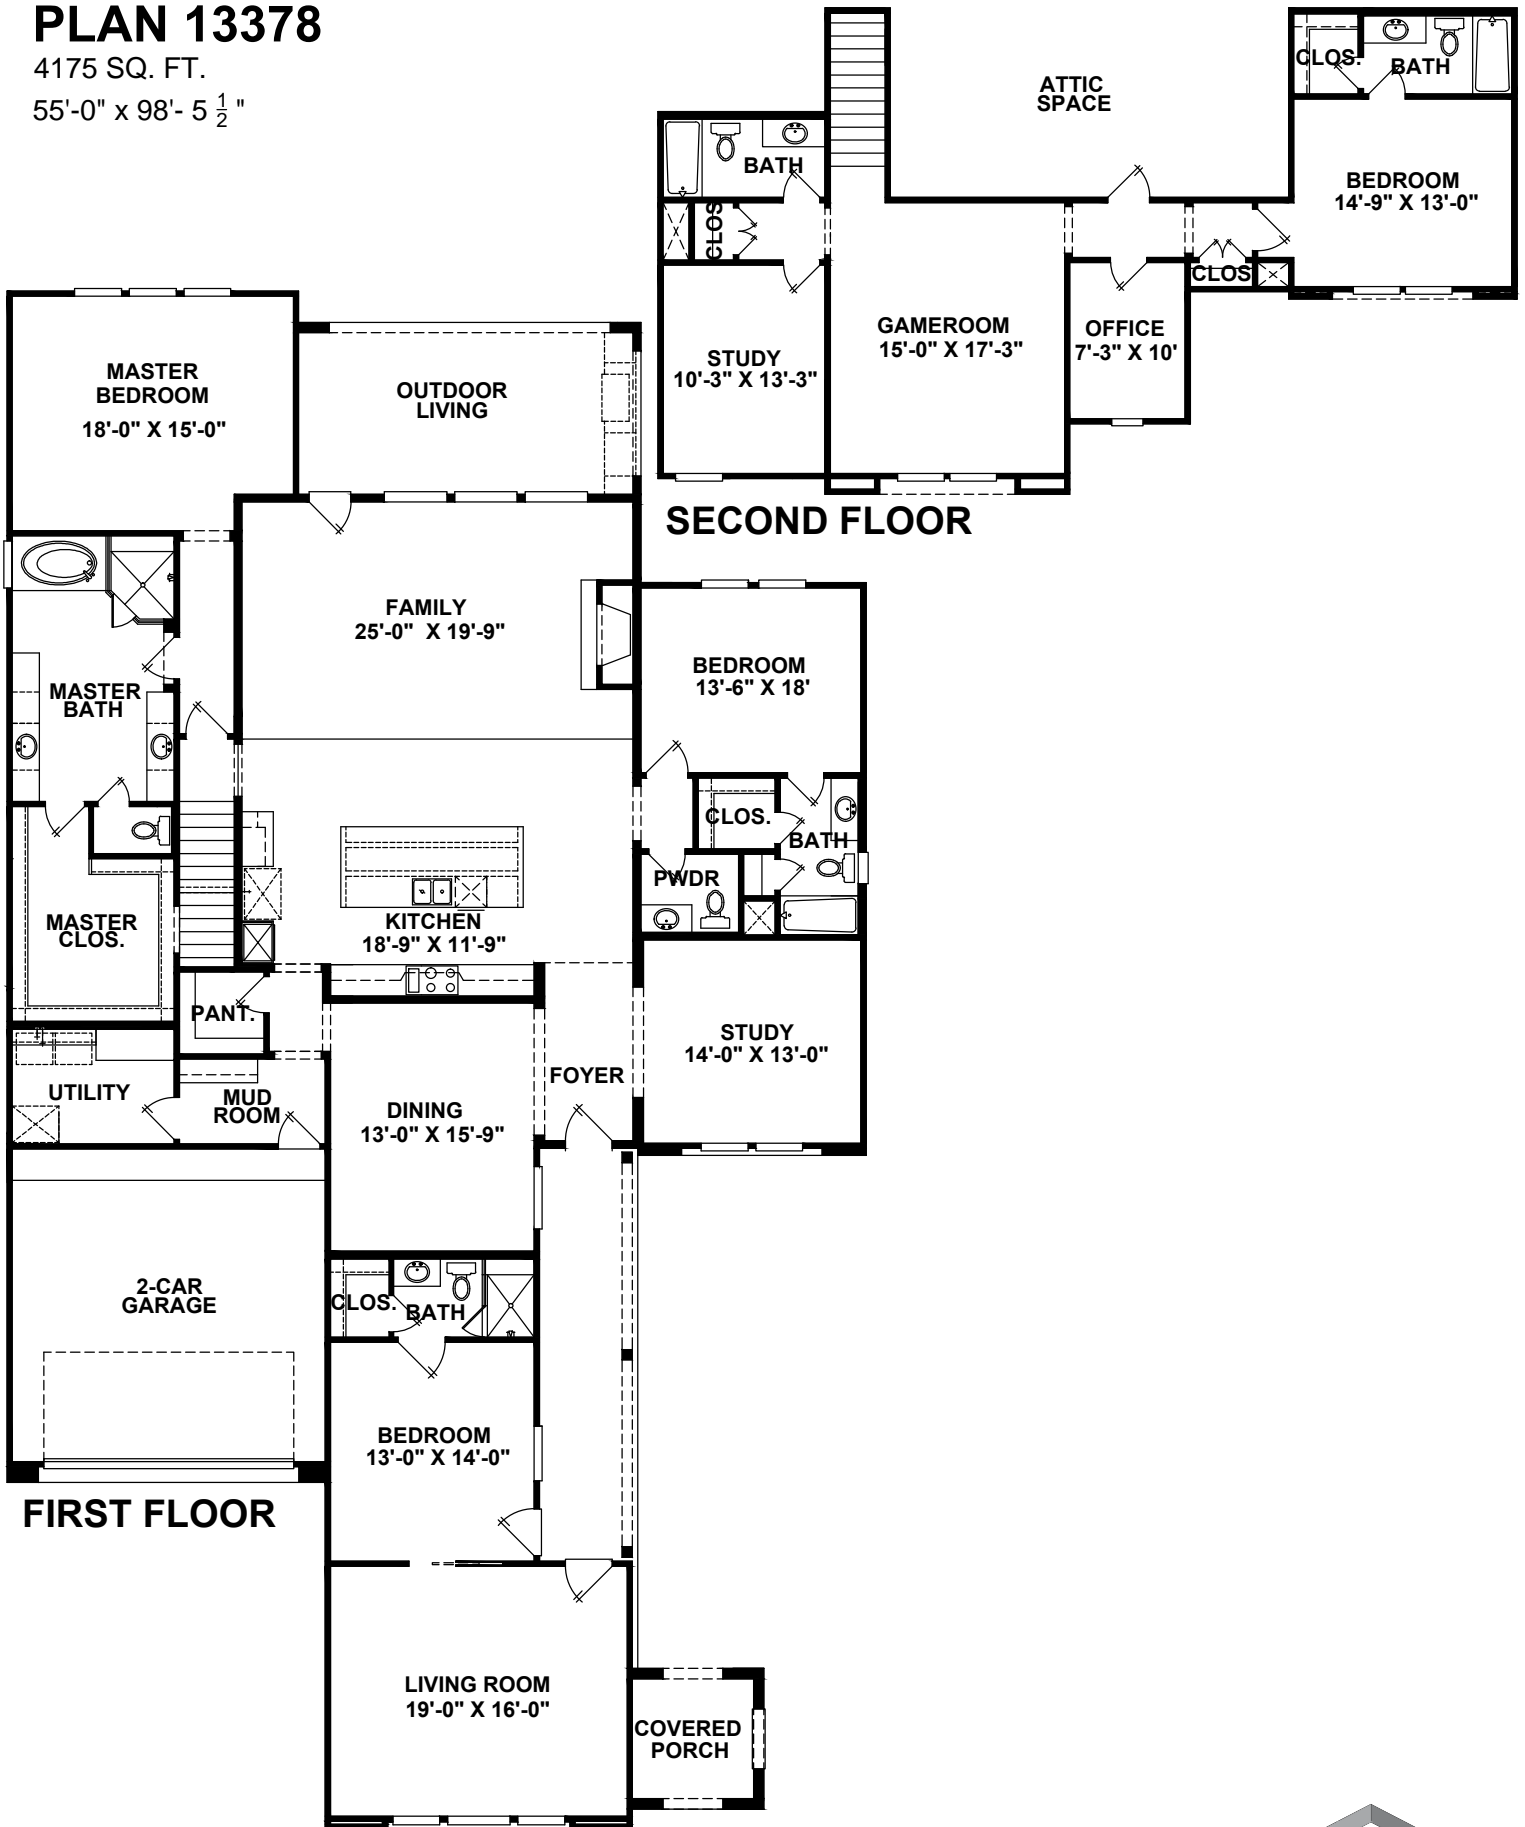 PLAN 13378
4175 SQ. FT.
55'-0" x 98'- 5 1/2 "
CLOS.
BATH
ATTIC
SPACE
BATH
BEDROOM
14'-9" X 13'-0"
CLOS
CLOS
GAMEROOM
15'-0" X 17'-3"
OFFICE
7'-3" X 10'
STUDY
10'-3" X 13'-3"
SECOND FLOOR
MASTER
BEDROOM
18'-0" X 15'-0"
OUTDOOR
LIVING
FAMILY
25'-0" X 19'-9"
BEDROOM
13'-6" X 18'
MASTER
BATH
CLOS.
BATH
PWDR
MASTER
CLOS.
KITCHEN
18'-9" X 11'-9"
PANT.
STUDY
14'-0" X 13'-0"
FOYER
UTILITY
MUD
ROOM
DINING
13'-0" X 15'-9"
2-CAR
GARAGE
CLOS.
BATH
BEDROOM
13'-0" X 14'-0"
FIRST FLOOR
LIVING ROOM
19'-0" X 16'-0"
COVERED
PORCH